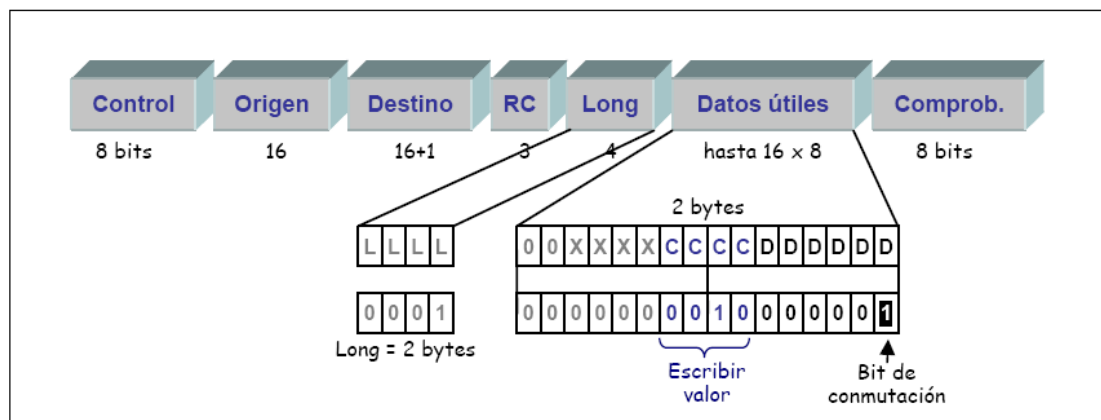 Control Origen Destino RC Long Datos útiles Comprob.
8 bits 16 16+1 3 4 hasta 16 x 8 8 bits
2 bytes
L L L L 0 0 X X X X C C C C D D D D D D
0 0 0 1 0 0 0 0 0 0 0 0 1 0 0 0 0 0 0 1
Long = 2 bytes
Escribir
valor
Bit de
conmutación